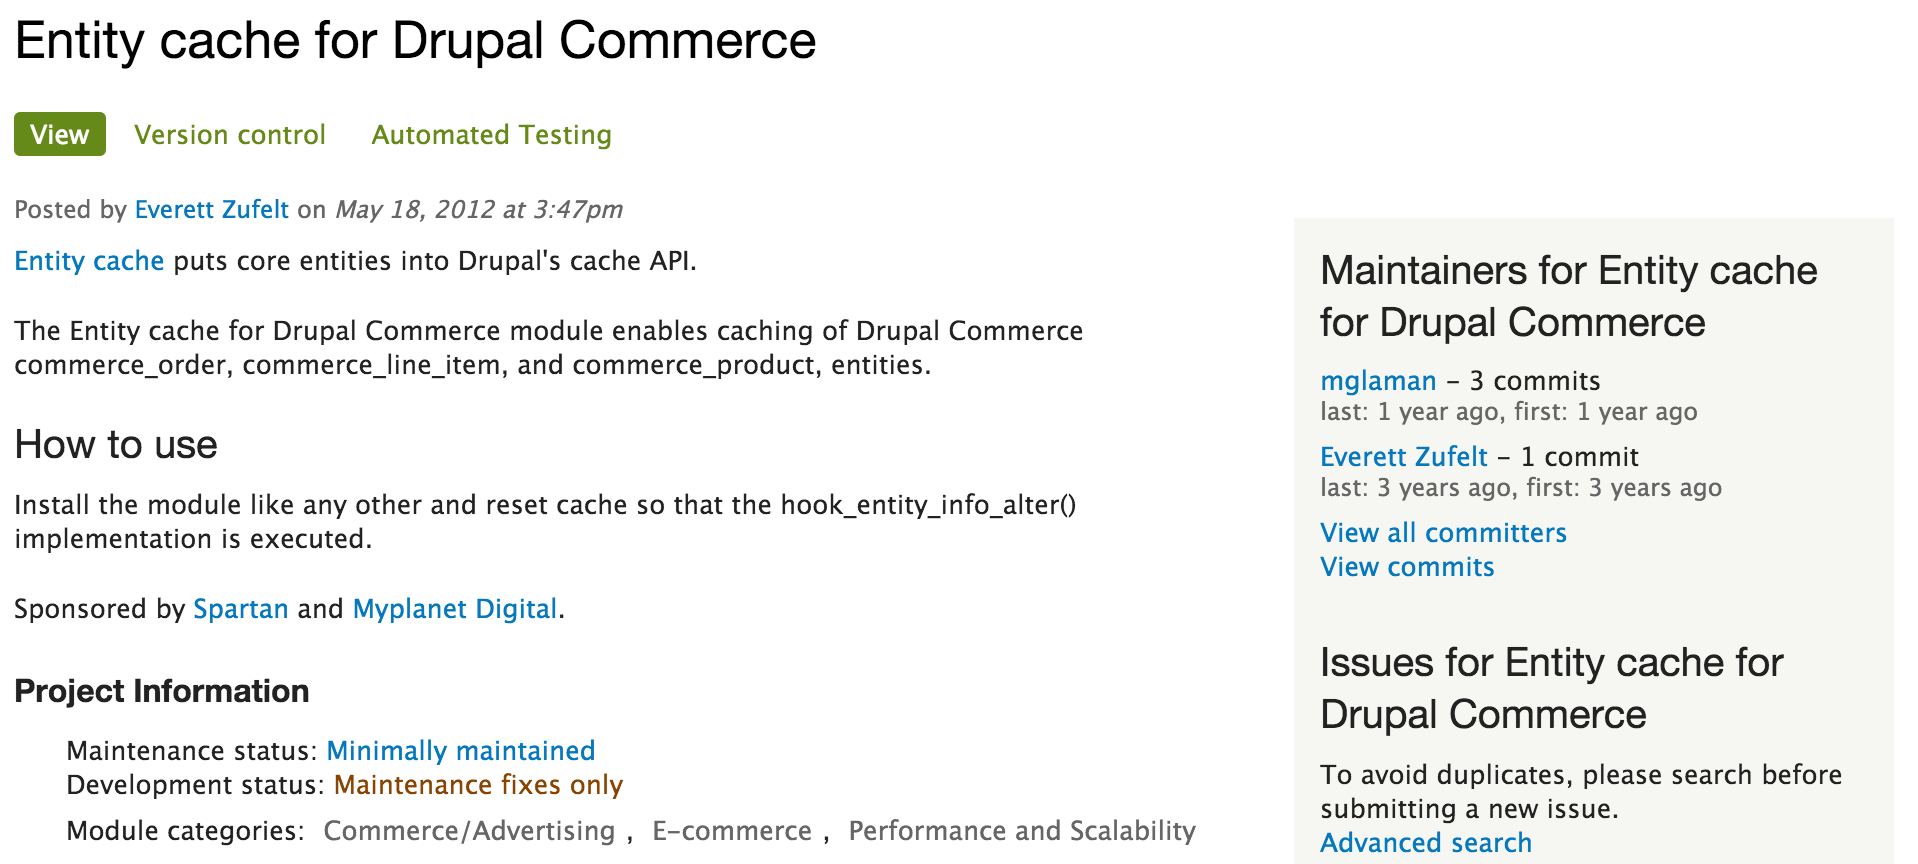 Entity cache for Drupal Commerce
View Version control Automated Testing
Posted by Everett Zufelt on May 18, 2012 at 3:47pm
Entity cache puts core entities into Drupal's cache API.
The Entity cache for Drupal Commerce module enables caching of Drupal Commerce
commerce_order, commerce_line_item, and commerce_product, entities.
How to use
Install the module like any other and reset cache so that the hook_entity_info_alter()
implementation is executed.
Sponsored by Spartan and Myplanet Digital.
Project Information
Maintenance status: Minimally maintained
Development status: Maintenance fixes only
Module categories: Commerce/Advertising , E-commerce , Performance and Scalability
Maintainers for Entity cache
for Drupal Commerce
mglaman – 3 commits
last: 1 year ago, first: 1 year ago
Everett Zufelt – 1 commit
last: 3 years ago, first: 3 years ago
View all committers
View commits
Issues for Entity cache for
Drupal Commerce
To avoid duplicates, please search before
submitting a new issue.
Advanced search